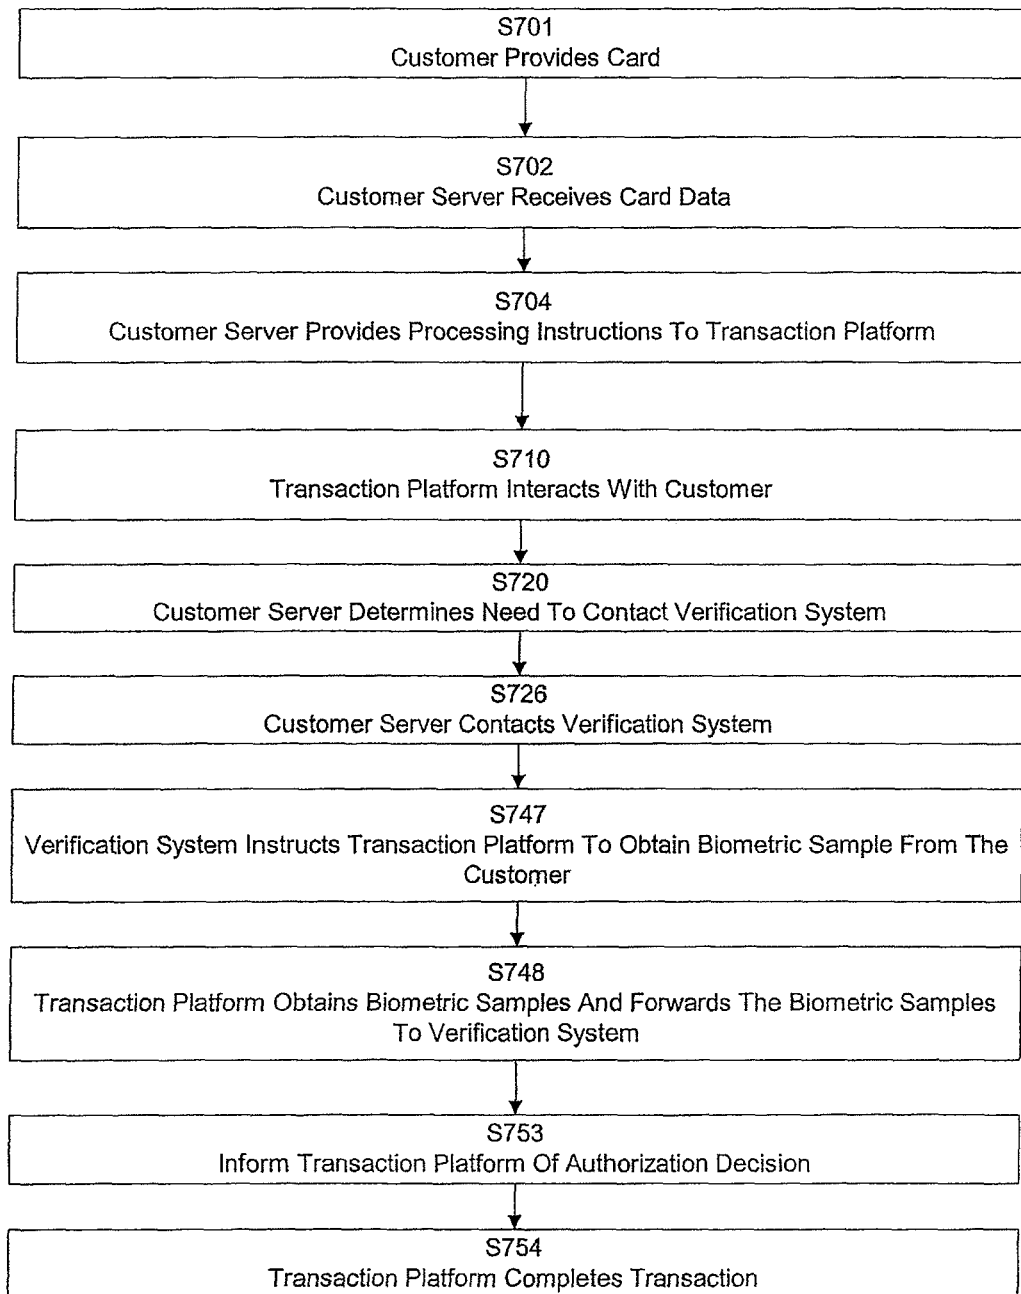 S701
Customer Provides Card
S702
Customer Server Receives Card Data
S704
Customer Server Provides Processing Instructions To Transaction Platform
S710
Transaction Platform Interacts With Customer
S720
Customer Server Determines Need To Contact Verification System
S726
Customer Server Contacts Verification System
S747
Verification System Instructs Transaction Platform To Obtain Biometric Sample From The
Customer
S748
Transaction Platform Obtains Biometric Samples And Forwards The Biometric Samples
To Verification System
S753
Inform Transaction Platform Of Authorization Decision
S754
Transaction Platform Completes Transaction